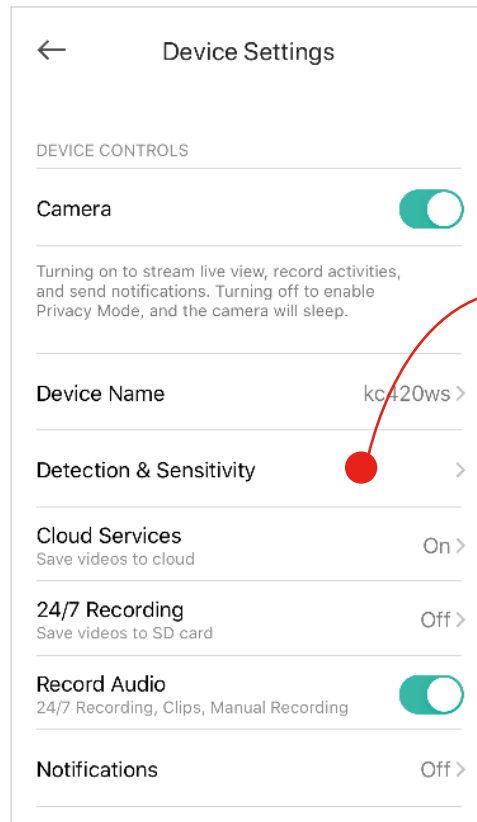 Device Settings
DEVICE CONTROLS
Camera
Turning on to stream live view, record activities,
and send notifications. Turning off to enable
Privacy Mode, and the camera will sleep.
Device Name kc420ws
Detection & Sensitivity
Cloud Services On
Save videos to cloud
24/7 Recording Off
Save videos to SD card
Record Audio
24/7 Recording, Clips, Manual Recording
Notifications Off